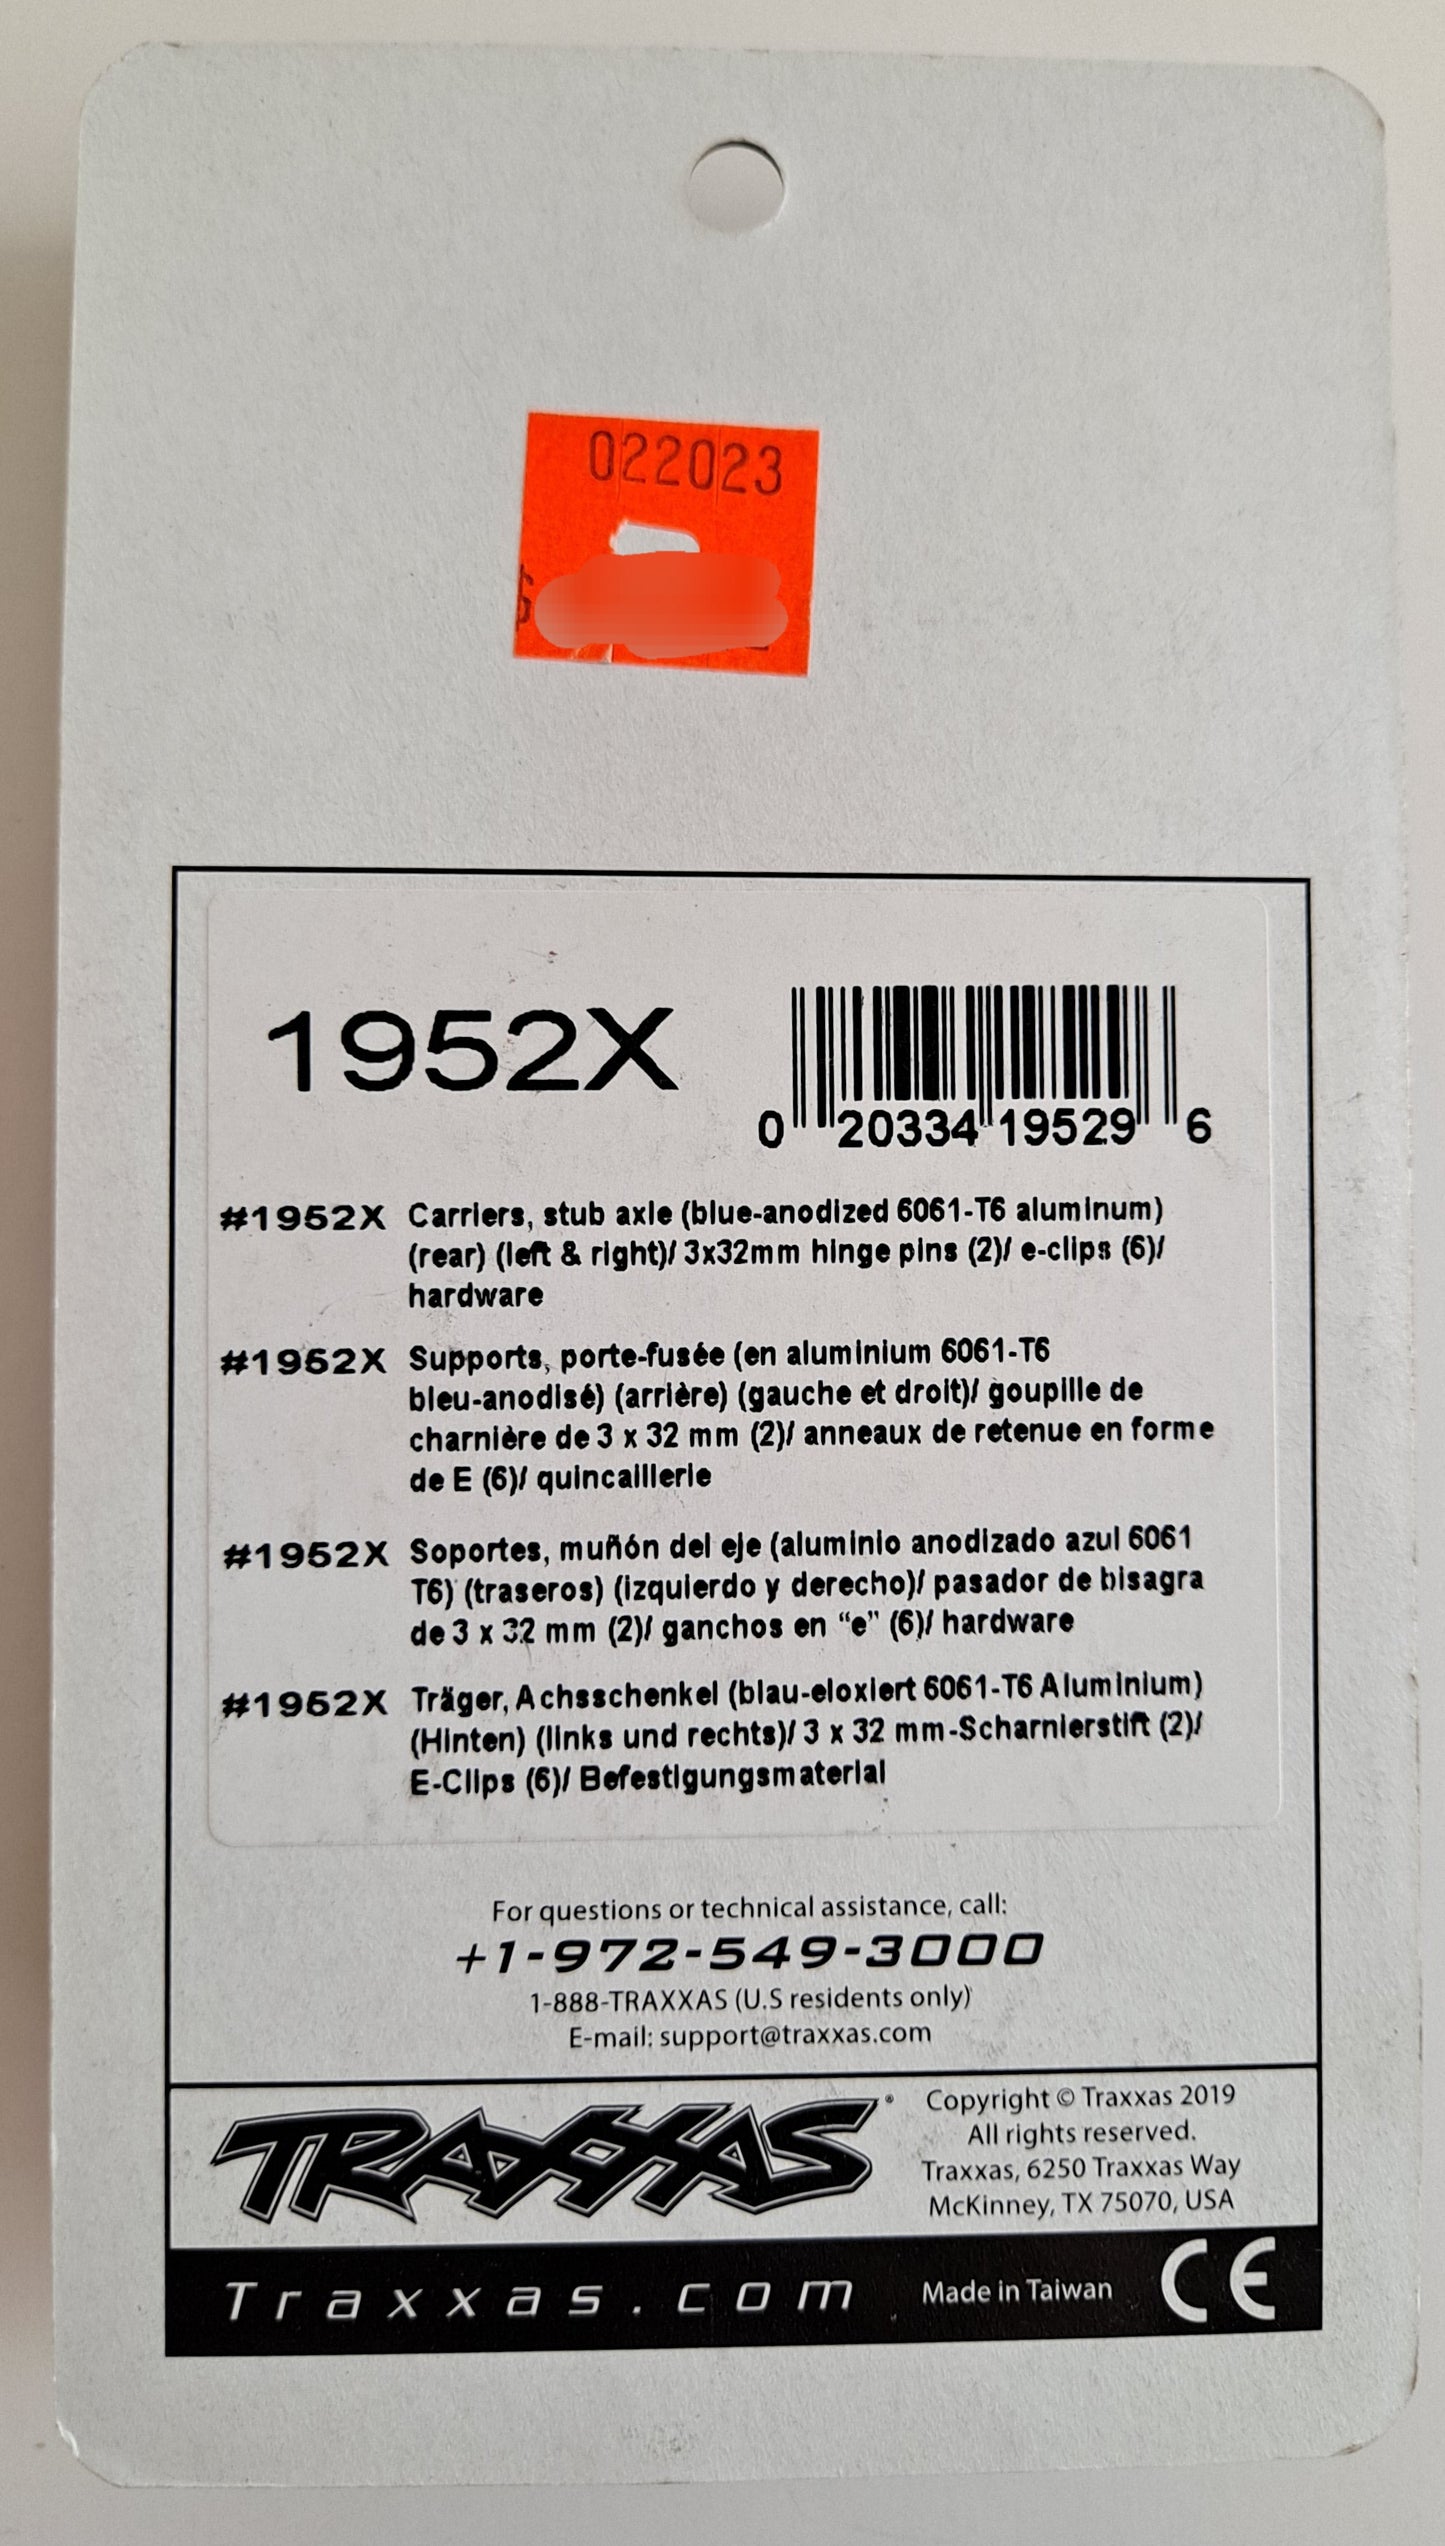 022023
$
1952X
0 20334 19529 6
#1952X Carriers, stub axle (blue-anodized 6061-T6 aluminum)
(rear) (left & right)/ 3x32mm hinge pins (2)/ e-clips (6)/
hardware
#1952X Supports, porte-fusée (en aluminium 6061-T6
bleu-anodisé) (arrière) (gauche et droit)/ goupille de
charnière de 3 x 32 mm (2)/ anneaux de retenue en forme
de E (6)/ quincaillerie
#1952X Soportes, muñón del eje (aluminio anodizado azul 6061
T6) (traseros) (izquierdo y derecho)/ pasador de bisagra
de 3 x 32 mm (2)/ ganchos en “e” (6)/ hardware
#1952X Träger, Achsschenkel (blau-eloxiert 6061-T6 Aluminium)
(Hinten) (links und rechts)/ 3 x 32 mm-Scharnierstift (2)/
E-Clips (6)/ Befestigungsmaterial
For questions or technical assistance, call:
+1-972-549-3000
1-888-TRAXXAS (U.S residents only)
E-mail: support@traxxas.com
TRAXXAS®
Copyright © Traxxas 2019
All rights reserved.
Traxxas, 6250 Traxxas Way
McKinney, TX 75070, USA
Traxxas.com
Made in Taiwan
CE